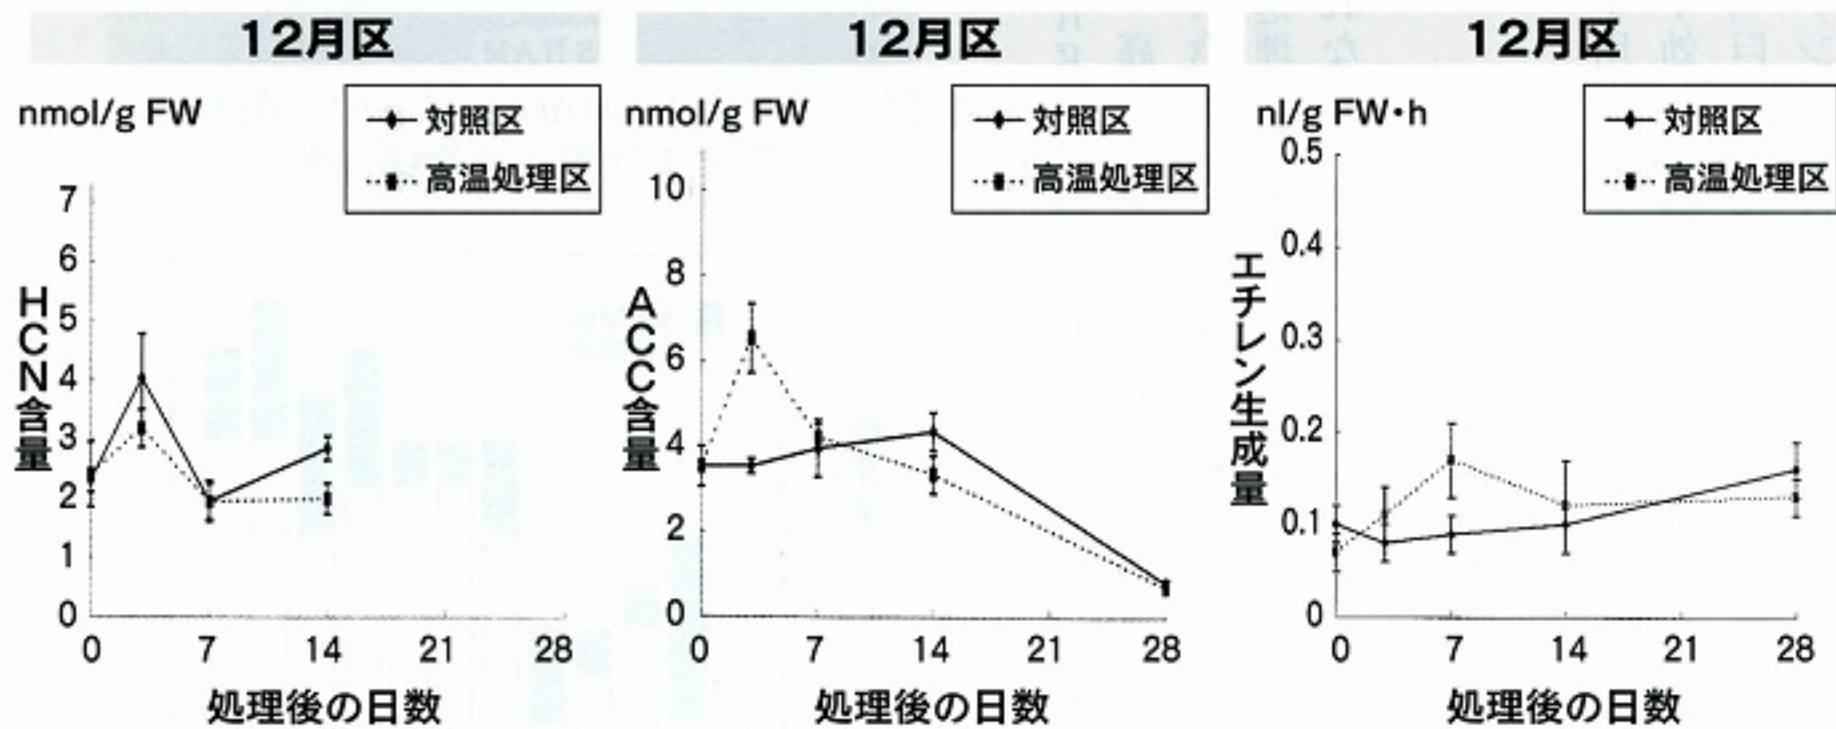 12月区
nmol/g FW
対照区
高温処理区
7
6
5
4
3
2
1
0
HCN含量
0 7 14 21 28
処理後の日数
12月区
nmol/g FW
対照区
高温処理区
10
8
6
4
2
0
ACC含量
0 7 14 21 28
処理後の日数
12月区
nl/g FW・h
対照区
高温処理区
0.5
0.4
0.3
0.2
0.1
0
エチレン生成量
0 7 14 21 28
処理後の日数